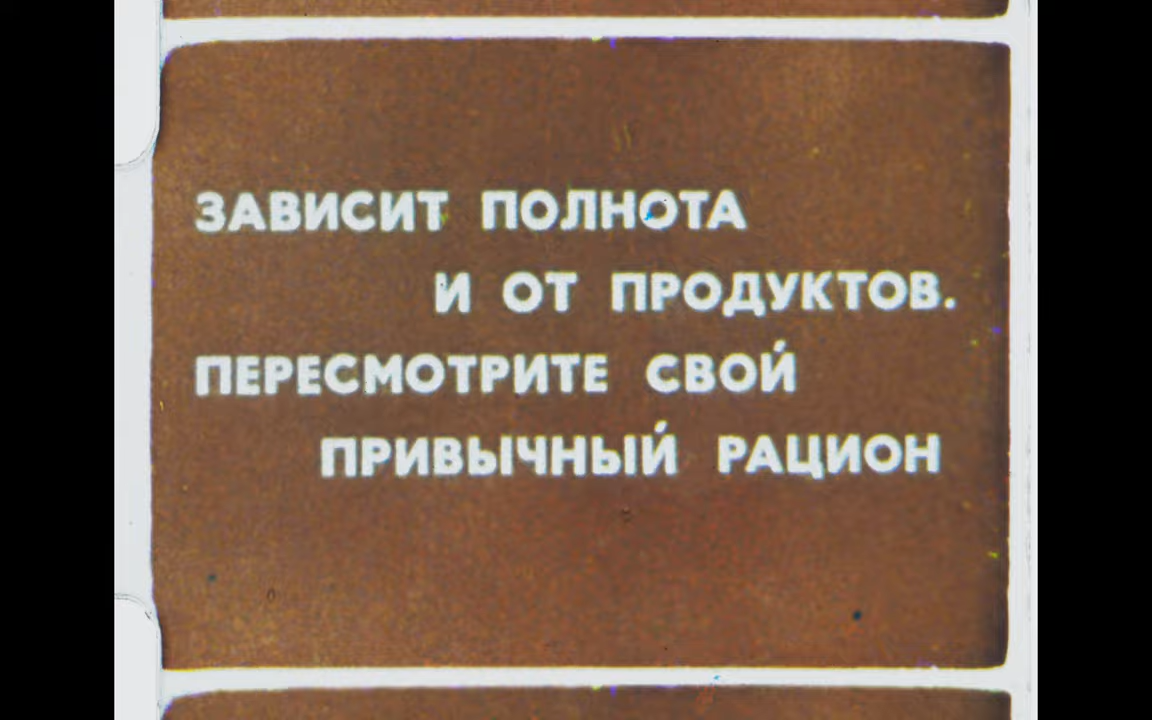 ЗАВИСИТ ПОЛНОТА
И ОТ ПРОДУКТОВ.
ПЕРЕСМОТРИТЕ СВОЙ
ПРИВЫЧНЫЙ РАЦИОН